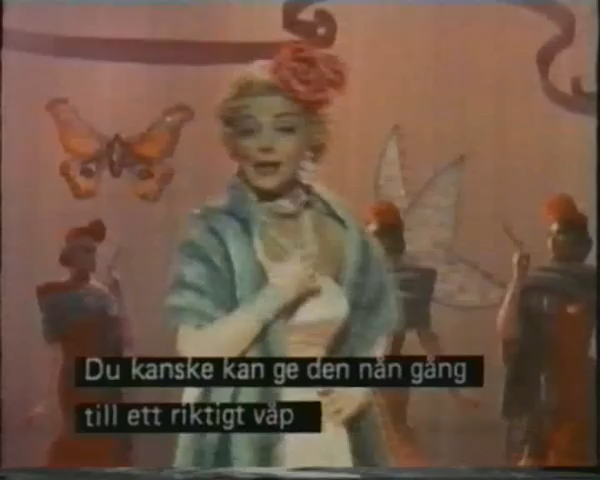 Du kanske kan ge den nån gång
till ett riktigt våp